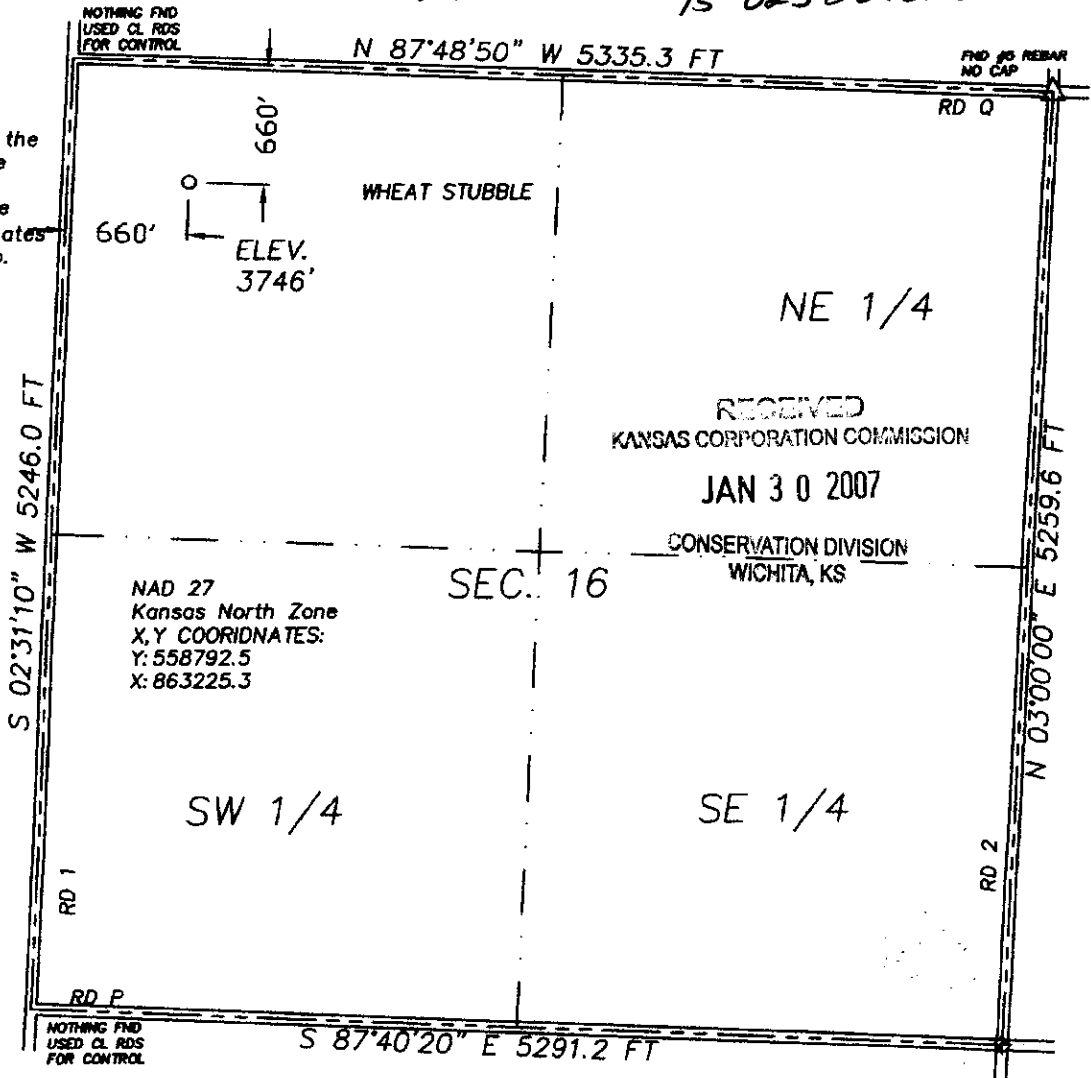 NOTHING FND
USED CL RDS
FOR CONTROL
N 87°48'50" W 5335.3 FT
FND #5 REBAR
NO CAP
RD Q
the
660'
WHEAT STUBBLE
660'
ELEV.
3746'
NE 1/4
RECEIVED
KANSAS CORPORATION COMMISSION
JAN 30 2007
CONSERVATION DIVISION
WICHITA, KS
S 02°31'10" W 5246.0 FT
N 03°00'00" E 5259.6 FT
SEC. 16
NAD 27
Kansas North Zone
X,Y COORIDNATES:
Y: 558792.5
X: 863225.3
SW 1/4
SE 1/4
RD 1
RD 2
RD P
NOTHING FND
USED CL RDS
FOR CONTROL
S 87°40'20" E 5291.2 FT